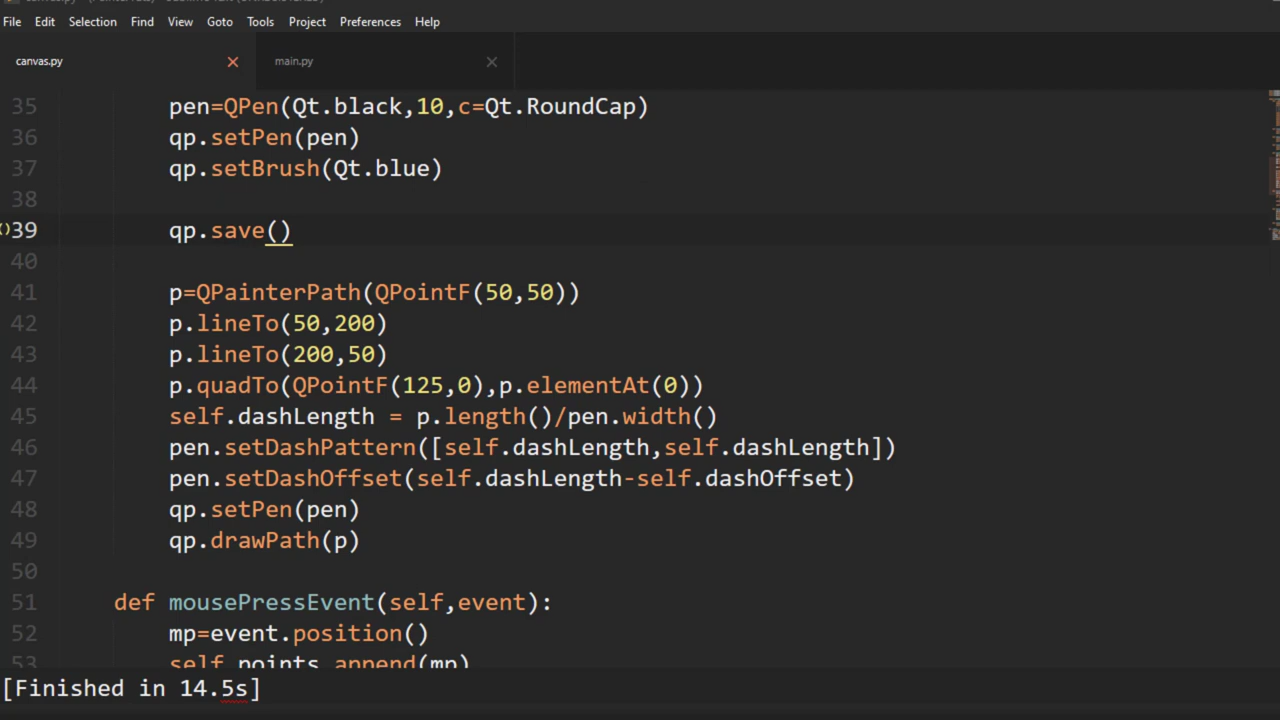 File Edit Selection Find View Goto Tools Project Preferences Help
canvas.py × main.py ×
35 pen=QPen(Qt.black,10,c=Qt.RoundCap)
36 qp.setPen(pen)
37 qp.setBrush(Qt.blue)
38
39 qp.save()
40
41 p=QPainterPath(QPointF(50,50))
42 p.lineTo(50,200)
43 p.lineTo(200,50)
44 p.quadTo(QPointF(125,0),p.elementAt(0))
45 self.dashLength = p.length()/pen.width()
46 pen.setDashPattern([self.dashLength,self.dashLength])
47 pen.setDashOffset(self.dashLength-self.dashOffset)
48 qp.setPen(pen)
49 qp.drawPath(p)
50
51 def mousePressEvent(self,event):
52 mp=event.position()
53 self.points.append(mp)
[Finished in 14.5s]